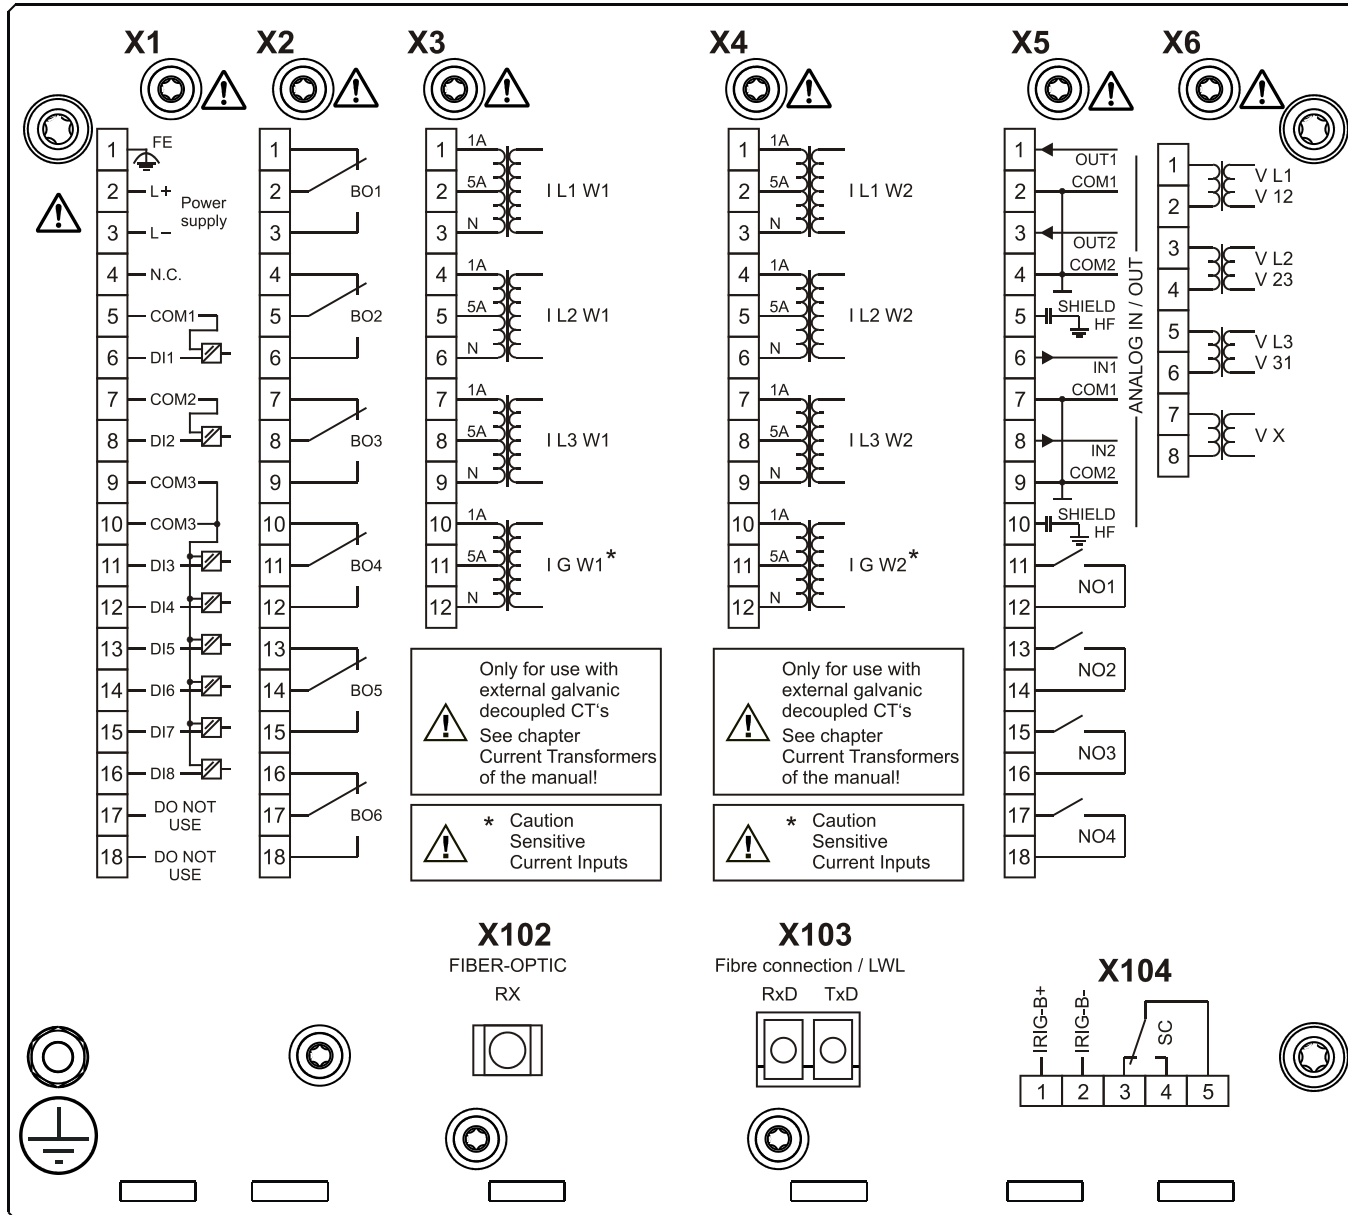 X1
X2
X3
X4
X5
X6
1 FE
2 L+
Power
supply
3 L−
4 N.C.
5 COM1
6 DI1
7 COM2
8 DI2
9 COM3
10 COM3
11 DI3
12 DI4
13 DI5
14 DI6
15 DI7
16 DI8
17 DO NOT
USE
18 DO NOT
USE
1
2 BO1
3
4
5 BO2
6
7
8 BO3
9
10
11 BO4
12
13
14 BO5
15
16
17 BO6
18
1 1A
2 5A I L1 W1
3 N
4 1A
5 5A I L2 W1
6 N
7 1A
8 5A I L3 W1
9 N
10 1A
11 5A I G W1*
12 N
Only for use with
external galvanic
decoupled CT's
See chapter
Current Transformers
of the manual!
* Caution
Sensitive
Current Inputs
1 1A
2 5A I L1 W2
3 N
4 1A
5 5A I L2 W2
6 N
7 1A
8 5A I L3 W2
9 N
10 1A
11 5A I G W2*
12 N
Only for use with
external galvanic
decoupled CT's
See chapter
Current Transformers
of the manual!
* Caution
Sensitive
Current Inputs
1 OUT1
2 COM1
3 OUT2
4 COM2
5 SHIELD
HF
6 IN1
7 COM1
8 IN2
9 COM2
10 SHIELD
HF
ANALOG IN / OUT
11
NO1
12
13
NO2
14
15
NO3
16
17
NO4
18
1 V L1
2 V 12
3 V L2
4 V 23
5 V L3
6 V 31
7
V X
8
X102
FIBER-OPTIC
RX
X103
Fibre connection / LWL
RxD TxD
X104
IRIG-B+
IRIG-B-
SC
1 2 3 4 5